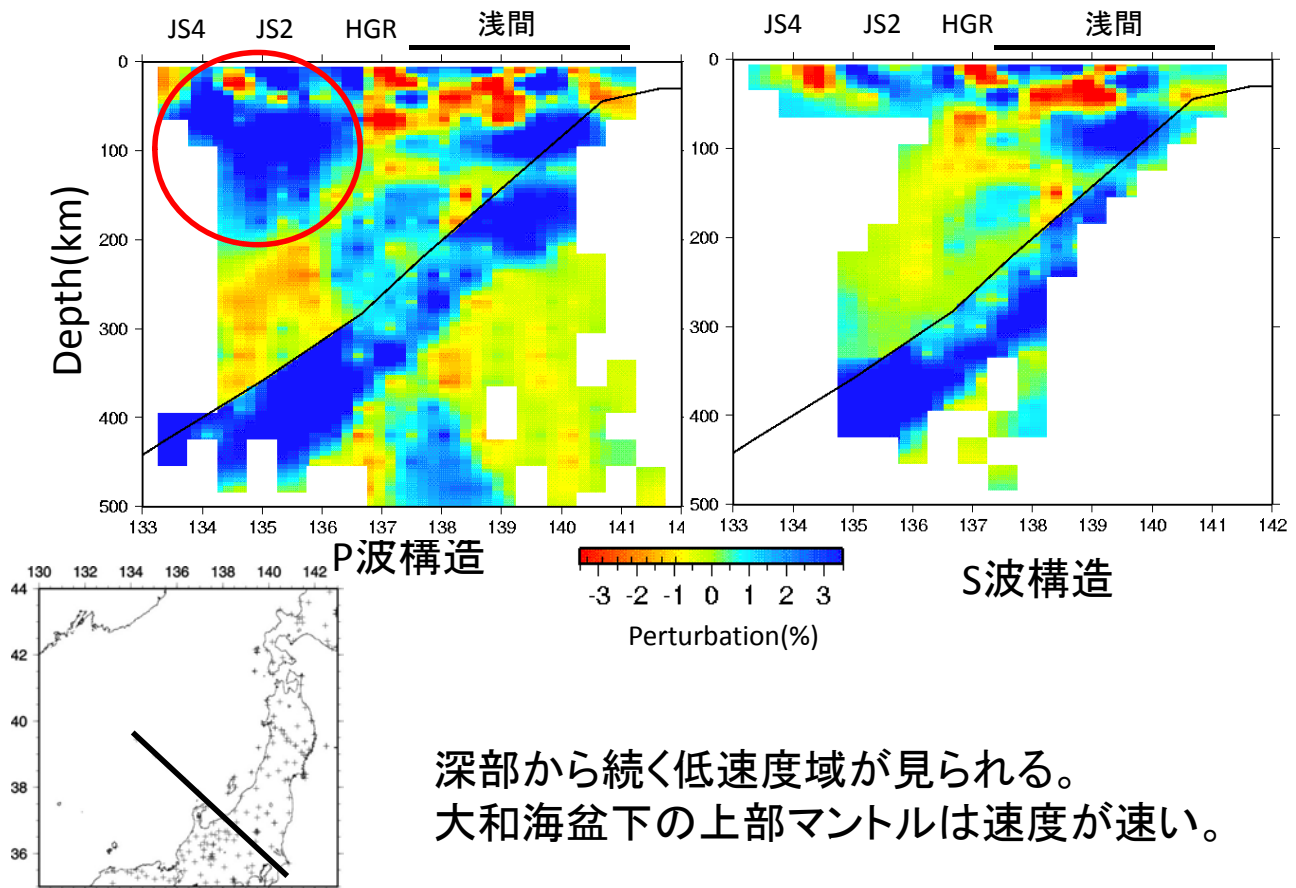 JS4 JS2 HGR 浅間
JS4 JS2 HGR 浅間
Depth(km)
0
100
200
300
400
500
133 134 135 136 137 138 139 140 141 14
0
100
200
300
400
500
133 134 135 136 137 138 139 140 141 142
P波構造
S波構造
-3 -2 -1 0 1 2 3
Perturbation(%)
130 132 134 136 138 140 142
44
42
40
38
36
深部から続く低速度域が見られる。
大和海盆下の上部マントルは速度が速い。